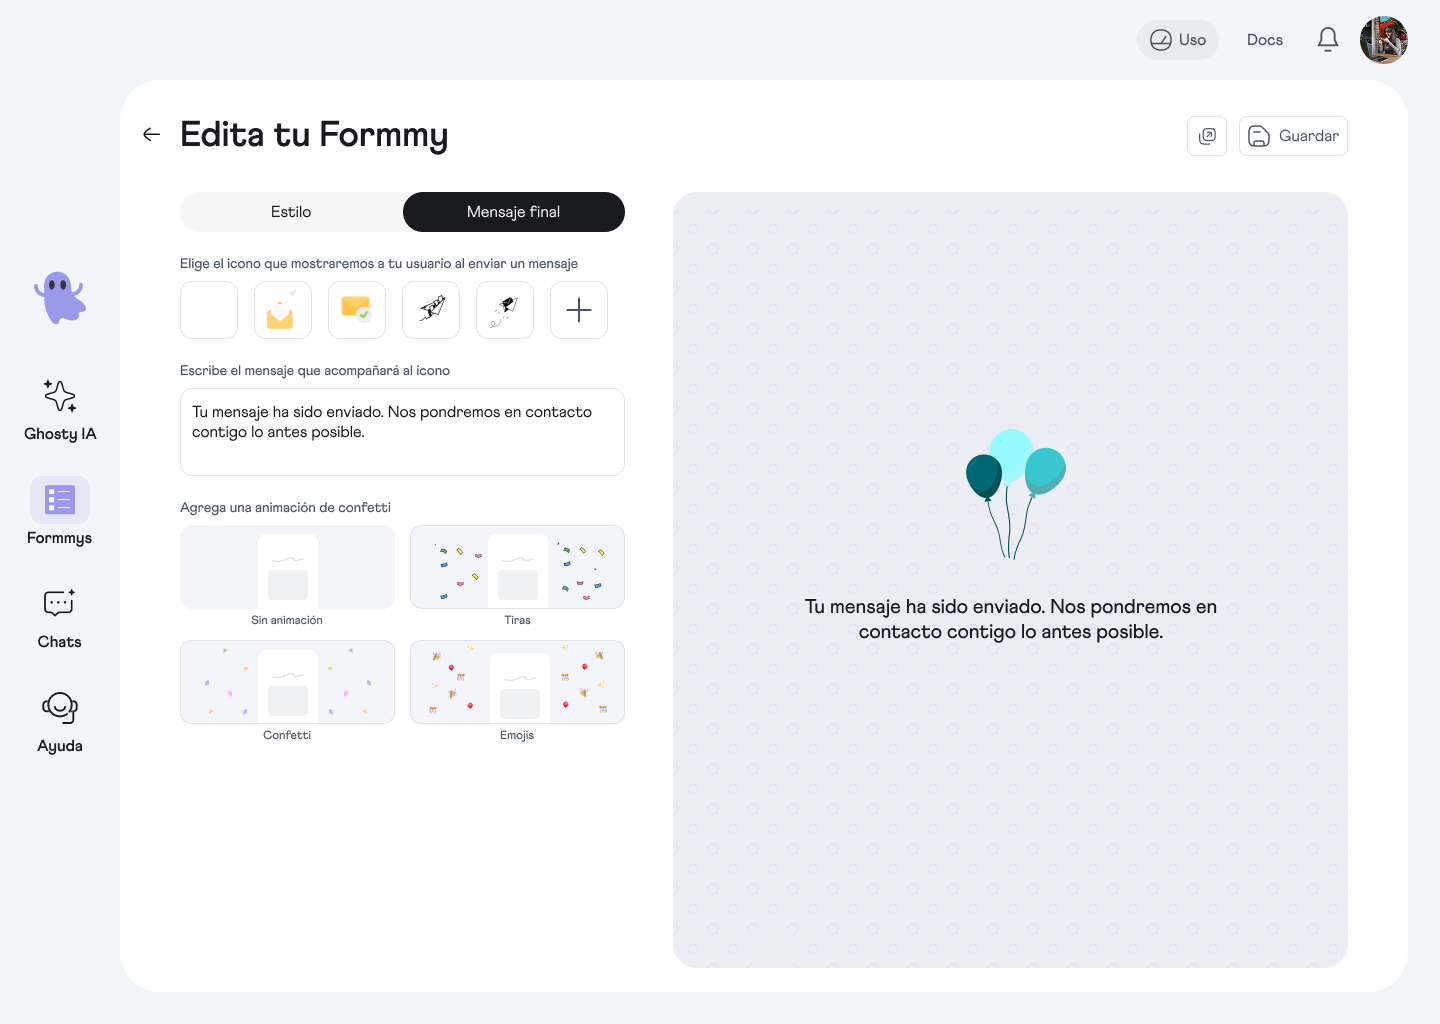 Uso
Docs
Edita tu Formmy
Guardar
Estilo
Mensaje final
Elige el icono que mostraremos a tu usuario al enviar un mensaje
Escribe el mensaje que acompañará al icono
Tu mensaje ha sido enviado. Nos pondremos en contacto
contigo lo antes posible.
Agrega una animación de confetti
Sin animación
Tiras
Confetti
Emojis
Ghosty IA
Formmys
Chats
Ayuda
Tu mensaje ha sido enviado. Nos pondremos en
contacto contigo lo antes posible.